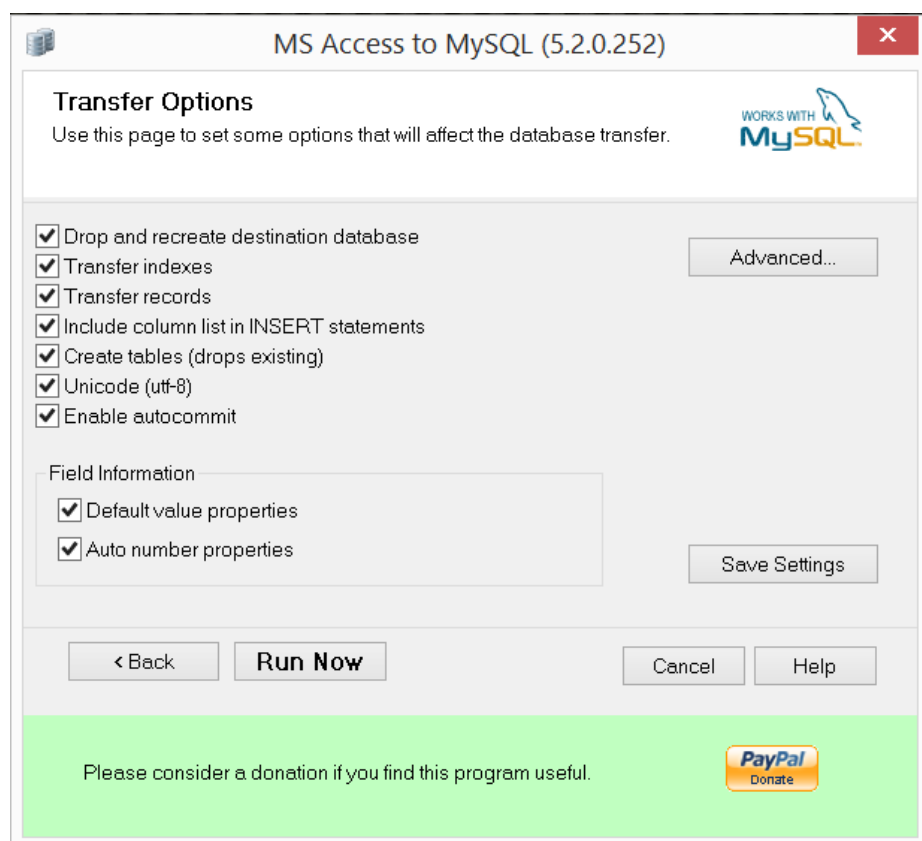 MS Access to MySQL (5.2.0.252)
Transfer Options
Use this page to set some options that will affect the database transfer.
WORKS WITH
MySQL
Drop and recreate destination database
Advanced...
Transfer indexes
Transfer records
Include column list in INSERT statements
Create tables (drops existing)
Unicode (utf-8)
Enable autocommit
Field Information
Default value properties
Auto number properties
Save Settings
< Back
Run Now
Cancel
Help
Please consider a donation if you find this program useful.
PayPal
Donate